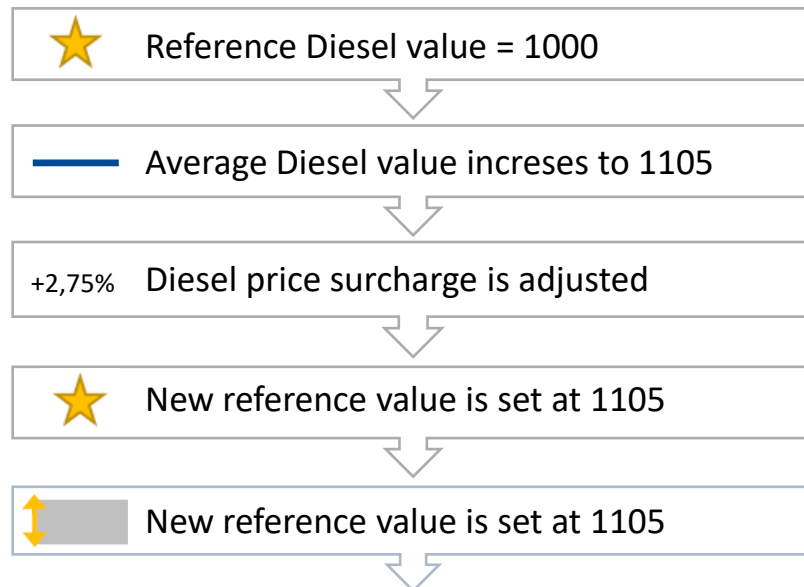 Reference Diesel value = 1000
Average Diesel value increses to 1105
+2,75% Diesel price surcharge is adjusted
New reference value is set at 1105
New reference value is set at 1105